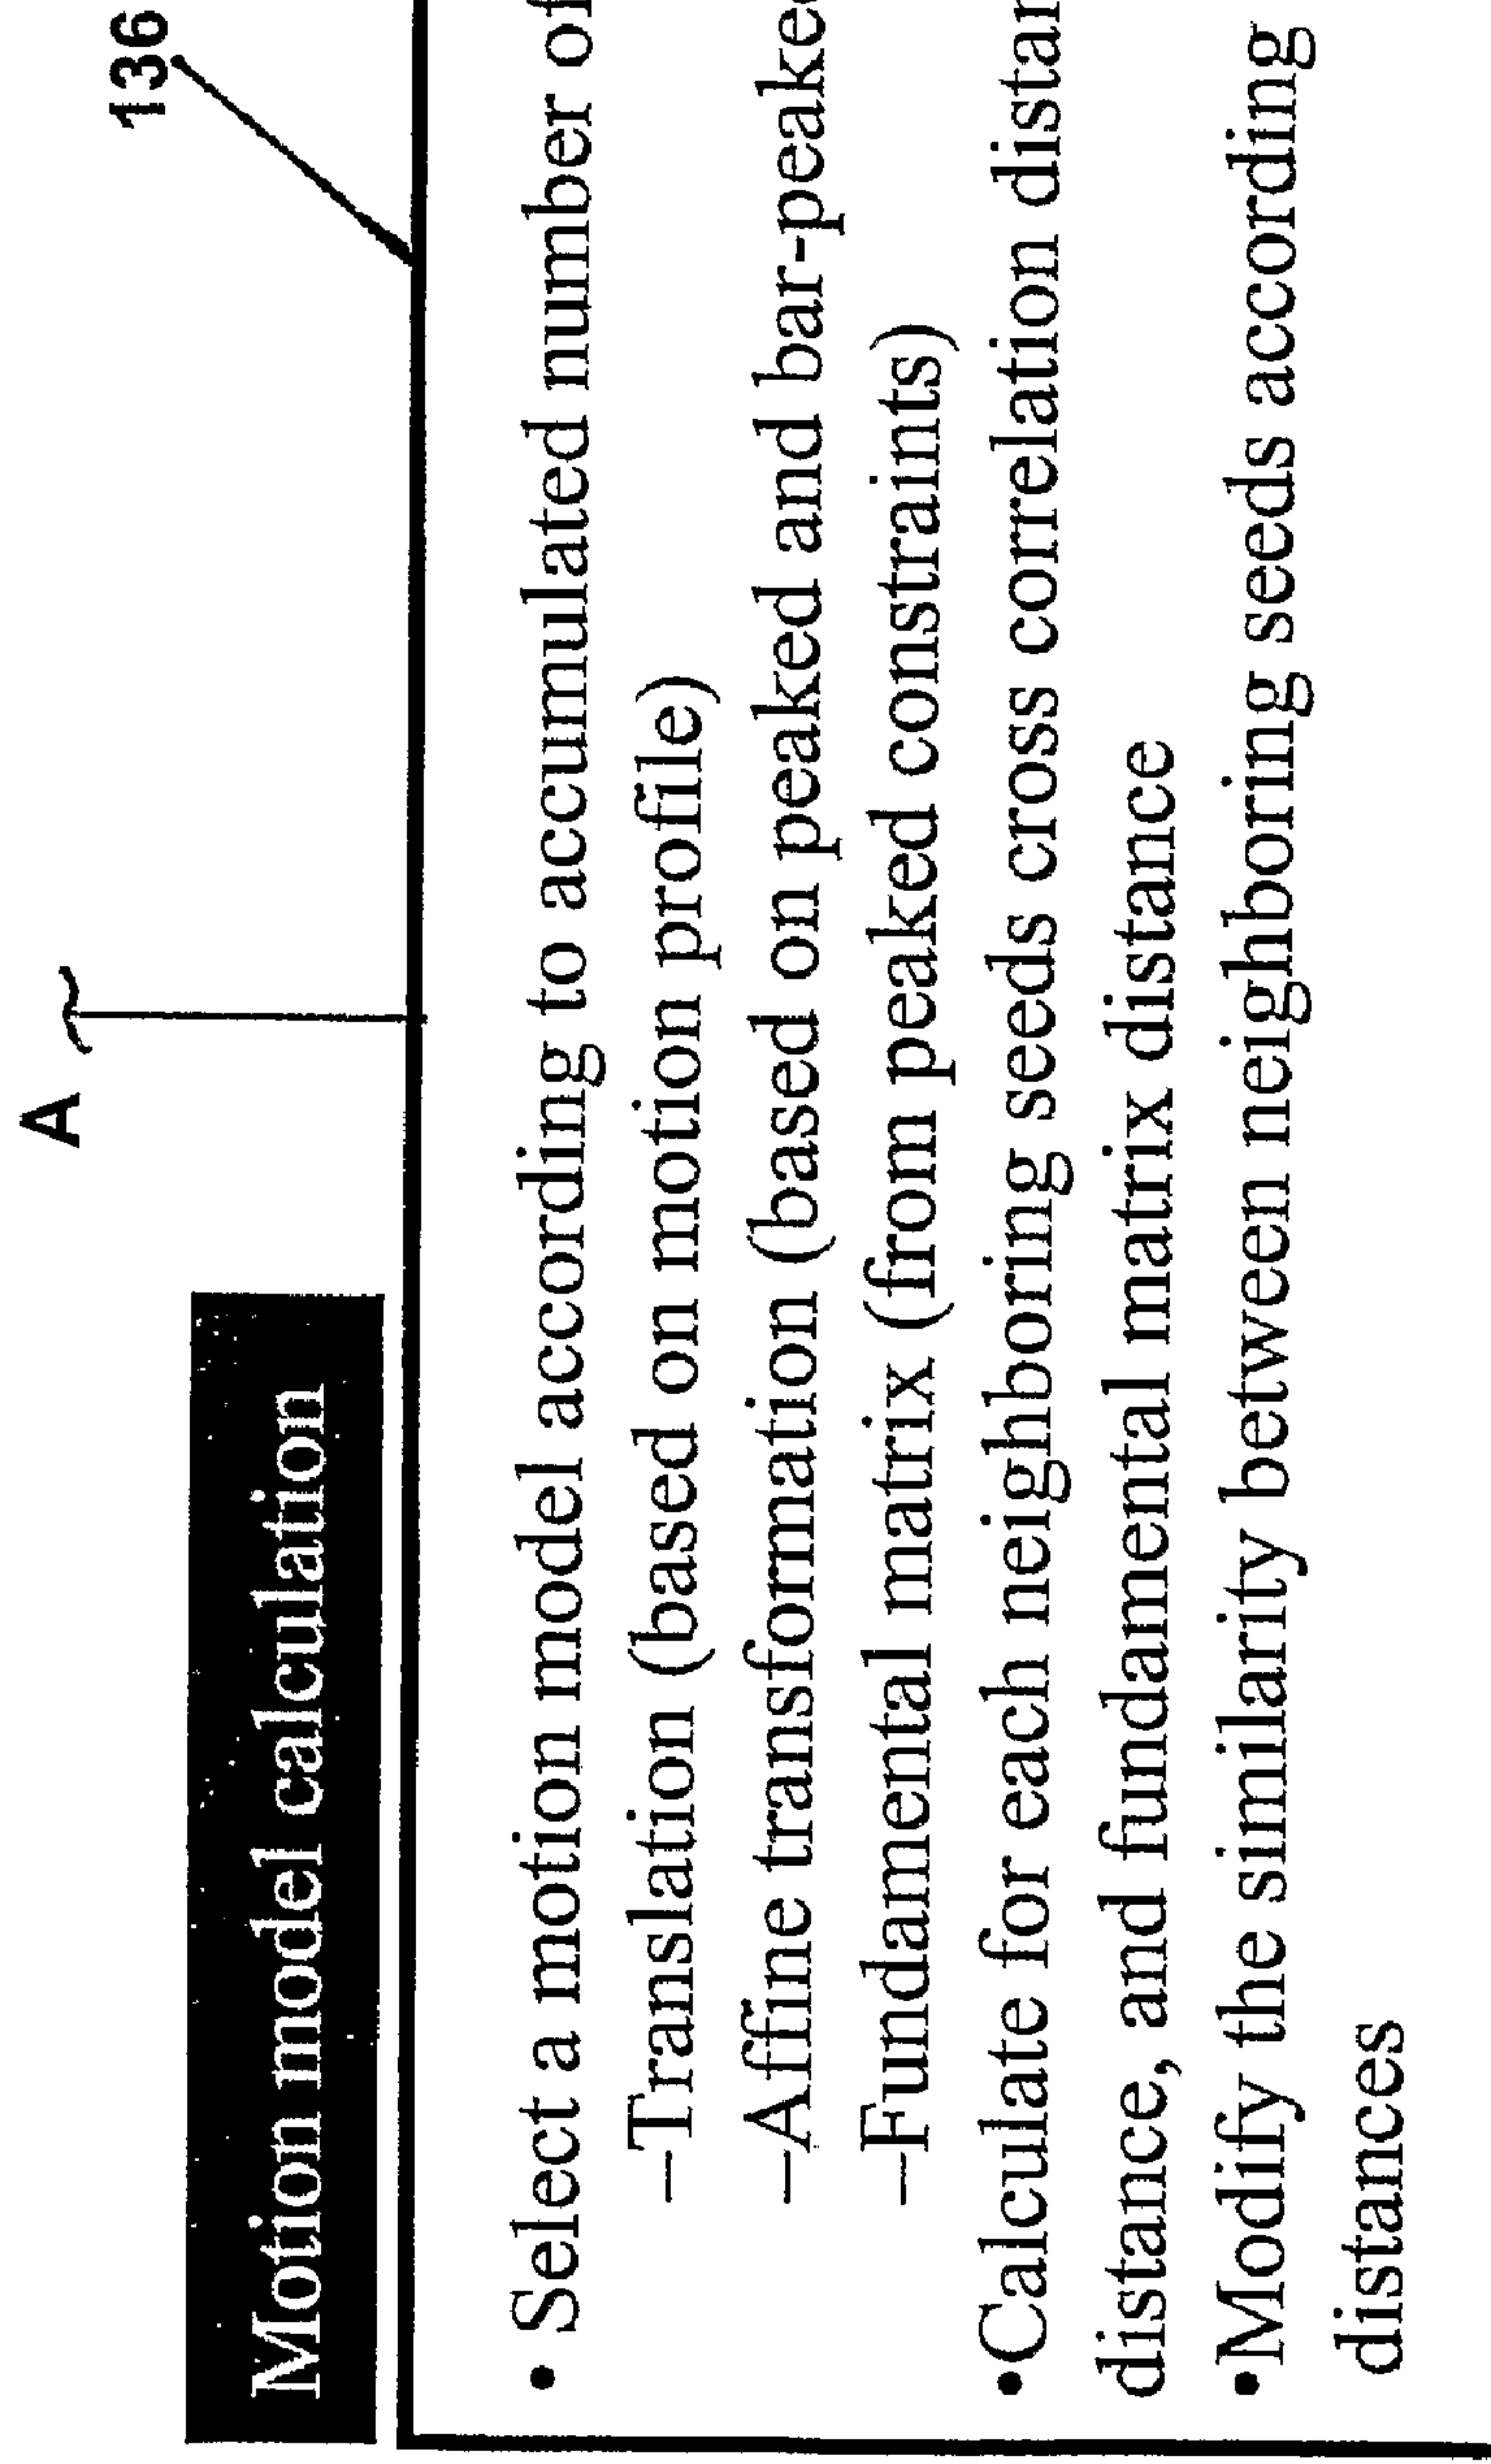 A
136
Motion model calculation
• Select a motion model according to accumulated number of
–Translation (based on motion profile)
–Affine transformation (based on peaked and bar-peaked
–Fundamental matrix (from peaked constraints)
•Calculate for each neighboring seeds cross correlation
distance, and fundamental matrix distance
•Modify the similarity between neighboring seeds according
distances